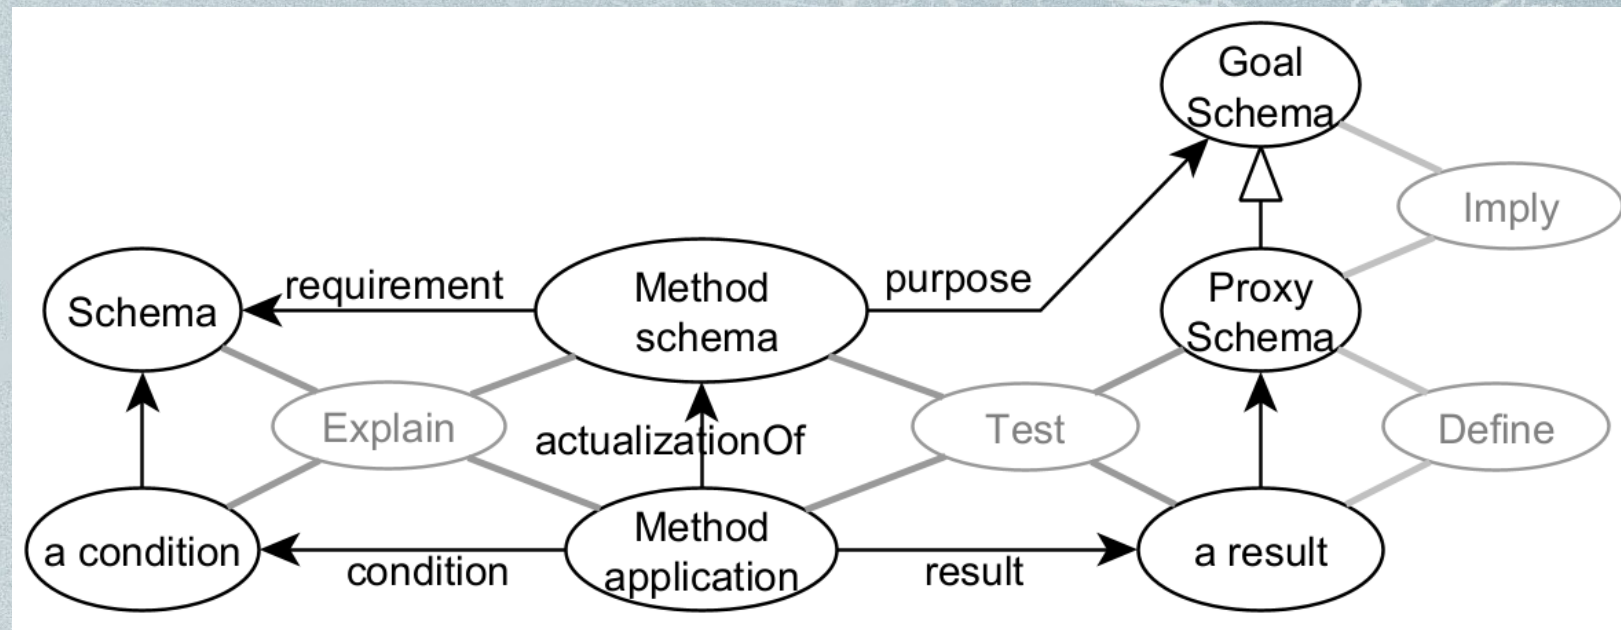 Goal
Schema
Imply
requirement
purpose
Schema
Method
schema
Proxy
Schema
Explain
actualizationOf
Test
Define
a condition
condition
Method
application
result
a result